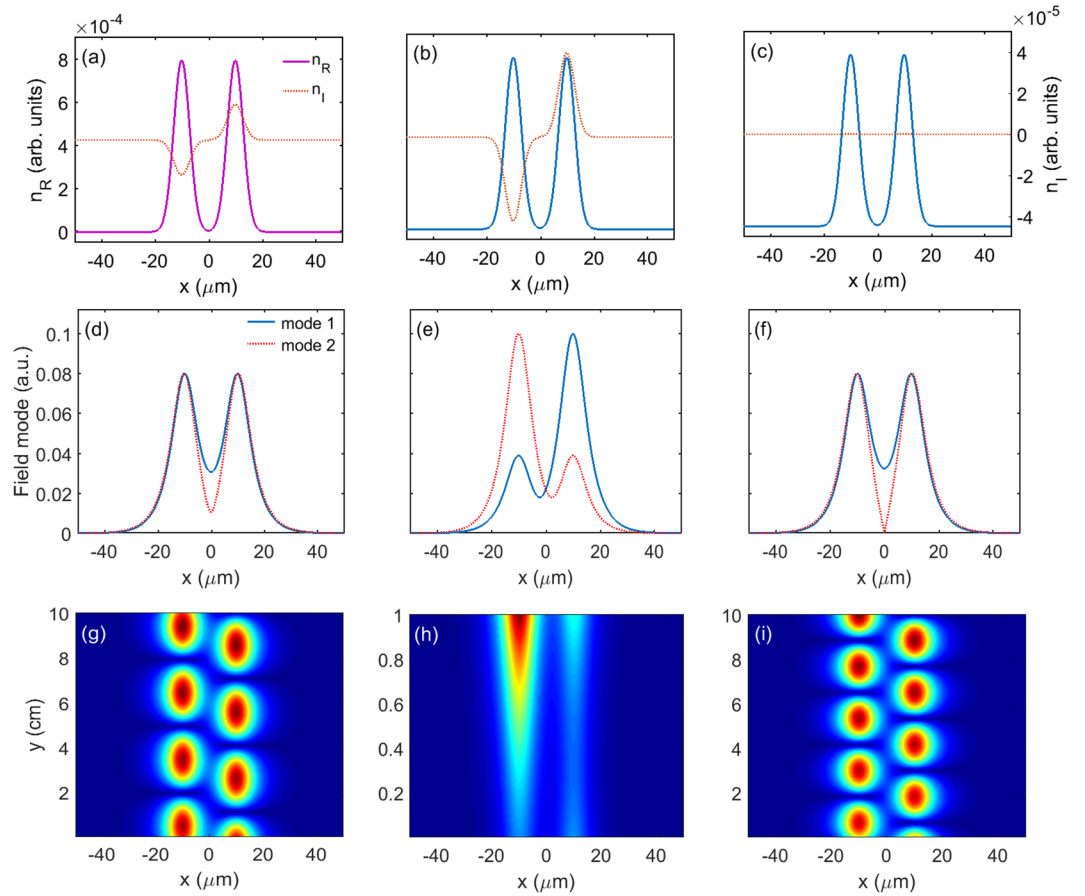 ×10⁻⁴
(a)
n_R
n_I
8
6
4
2
0
n_R (arb. units)
-40 -20 0 20 40
x (μm)
(b)
-40 -20 0 20 40
x (μm)
×10⁻⁵
(c)
4
2
0
-2
-4
n_I (arb. units)
-40 -20 0 20 40
x (μm)
(d)
mode 1
mode 2
0.1
0.08
0.06
0.04
0.02
0
Field mode (a.u.)
-40 -20 0 20 40
x (μm)
(e)
-40 -20 0 20 40
x (μm)
(f)
-40 -20 0 20 40
x (μm)
(g)
10
8
6
4
2
y (cm)
-40 -20 0 20 40
x (μm)
(h)
1
0.8
0.6
0.4
0.2
-40 -20 0 20 40
x (μm)
(i)
10
8
6
4
2
-40 -20 0 20 40
x (μm)